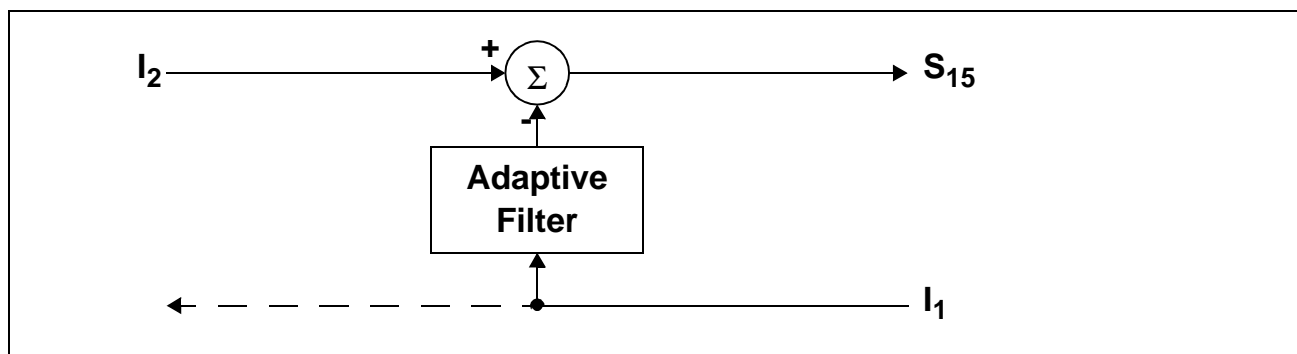 +
I2
Σ
S15
-
Adaptive
Filter
I1